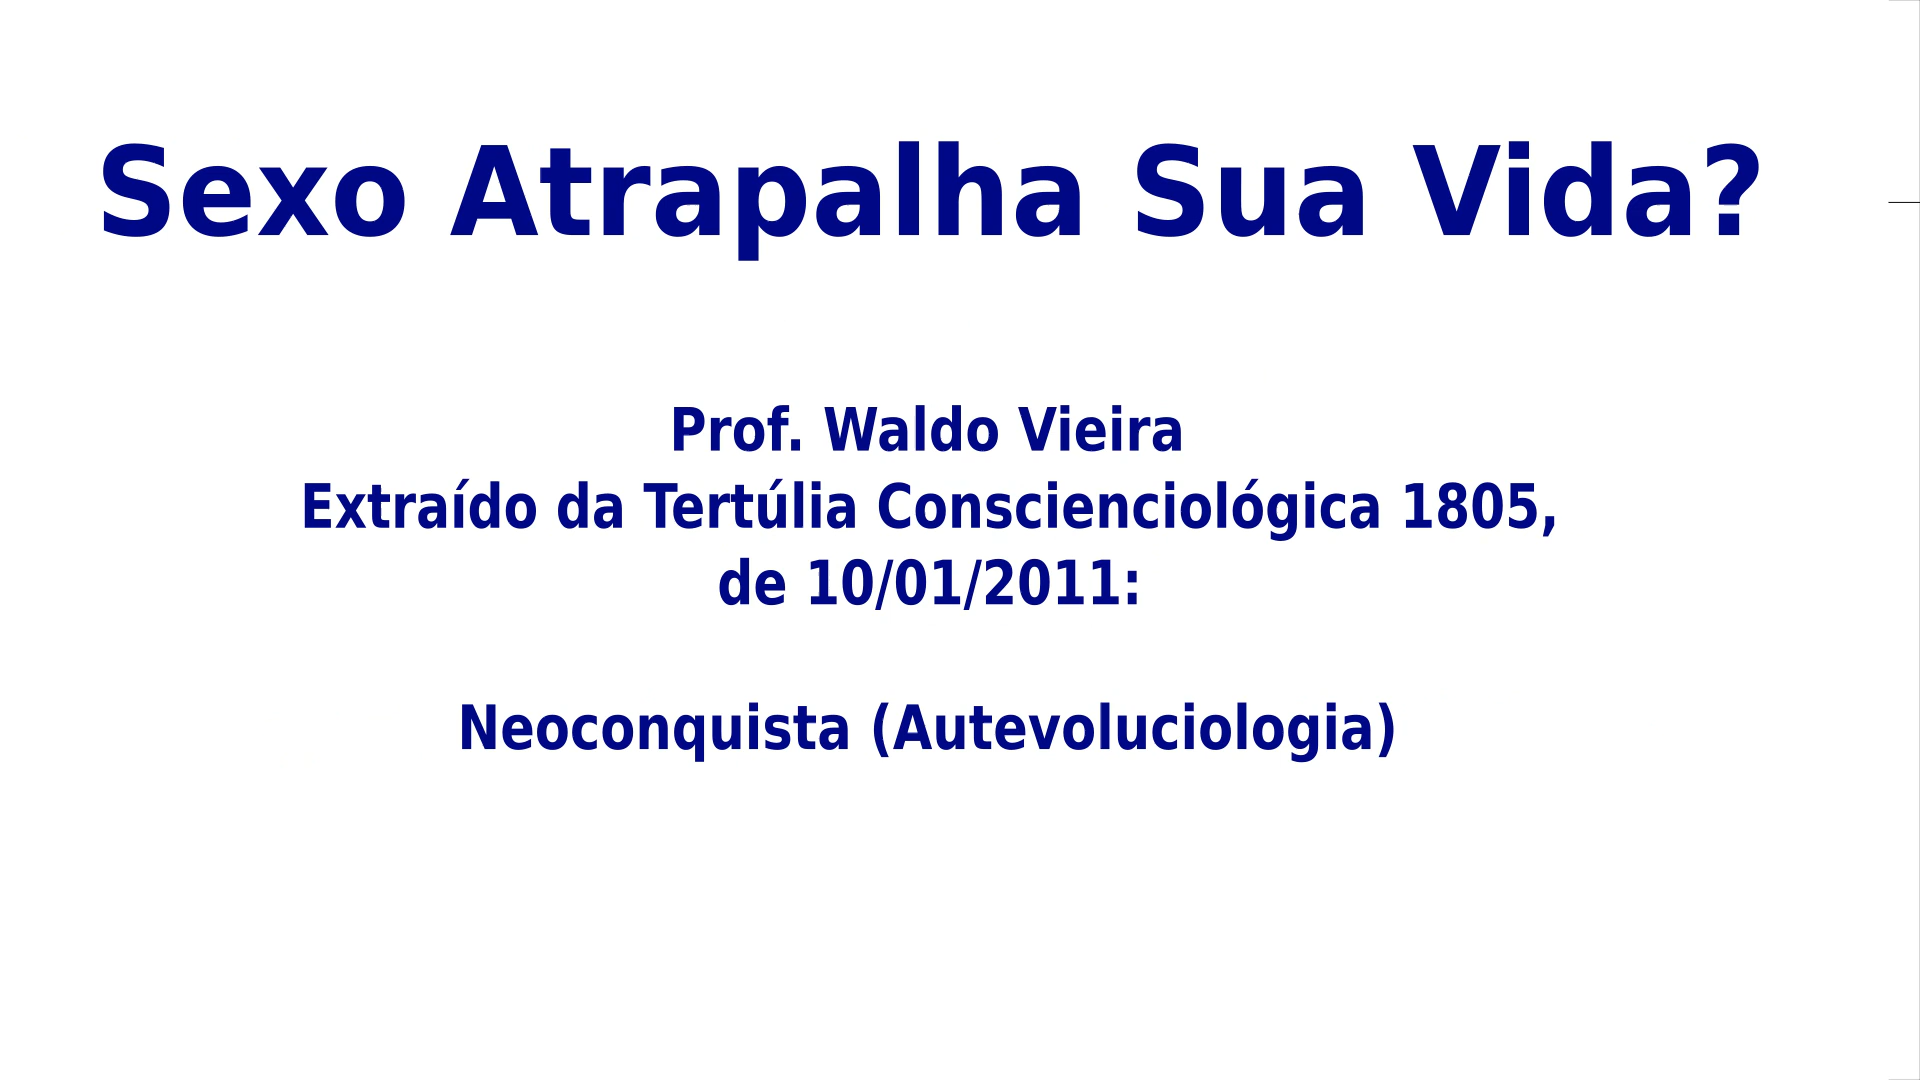 Sexo Atrapalha Sua Vida?
Prof. Waldo Vieira
Extraído da Tertúlia Conscienciológica 1805,
de 10/01/2011:
Neoconquista (Autevoluciologia)